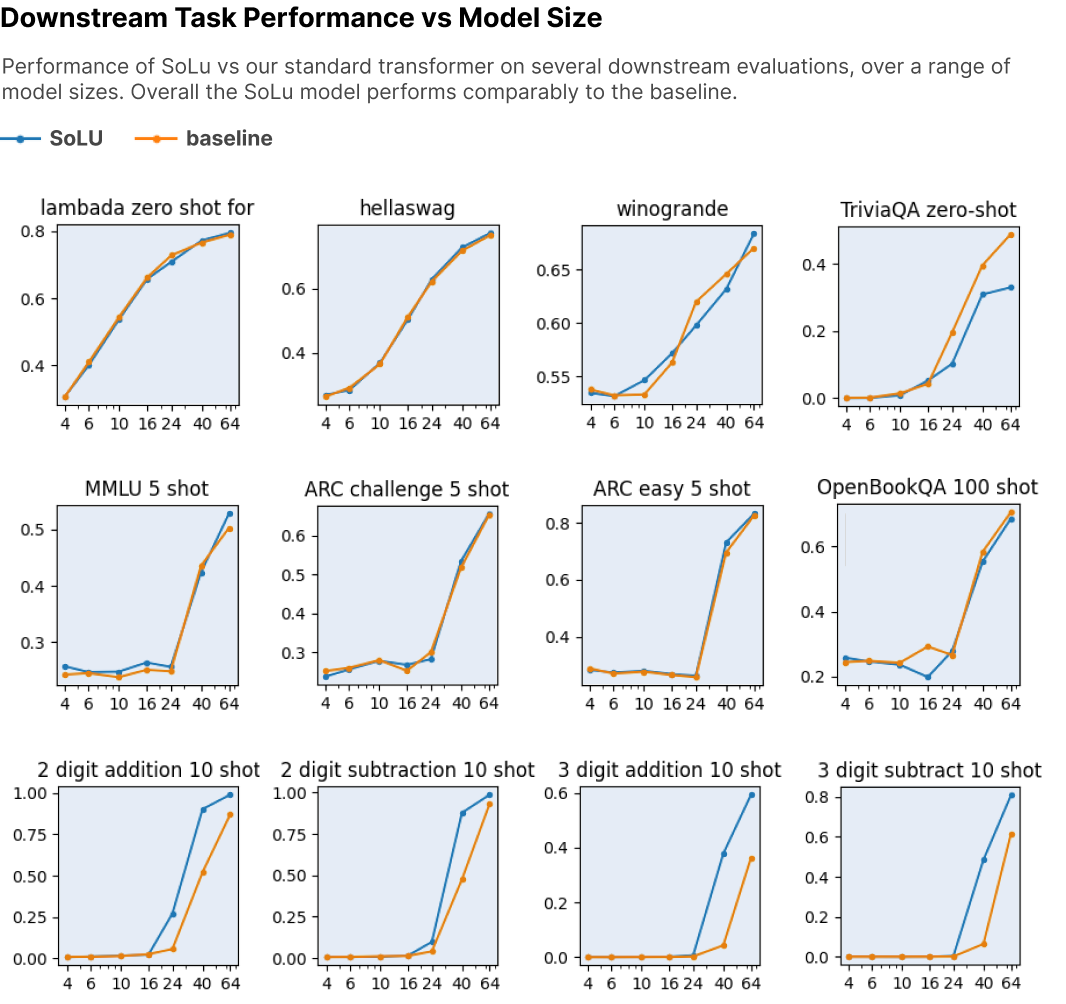 Downstream Task Performance vs Model Size
Performance of SoLu vs our standard transformer on several downstream evaluations, over a range of
model sizes. Overall the SoLu model performs comparably to the baseline.
SoLU baseline
lambada zero shot for
0.8
0.6
0.4
4 6 10 16 24 40 64
hellaswag
0.6
0.4
4 6 10 16 24 40 64
winogrande
0.65
0.60
0.55
4 6 10 16 24 40 64
TriviaQA zero-shot
0.4
0.2
0.0
4 6 10 16 24 40 64
MMLU 5 shot
0.5
0.4
0.3
4 6 10 16 24 40 64
ARC challenge 5 shot
0.6
0.5
0.4
0.3
4 6 10 16 24 40 64
ARC easy 5 shot
0.8
0.6
0.4
4 6 10 16 24 40 64
OpenBookQA 100 shot
0.6
0.4
0.2
4 6 10 16 24 40 64
2 digit addition 10 shot
1.00
0.75
0.50
0.25
0.00
4 6 10 16 24 40 64
2 digit subtraction 10 shot
1.00
0.75
0.50
0.25
0.00
4 6 10 16 24 40 64
3 digit addition 10 shot
0.6
0.4
0.2
0.0
4 6 10 16 24 40 64
3 digit subtract 10 shot
0.8
0.6
0.4
0.2
0.0
4 6 10 16 24 40 64